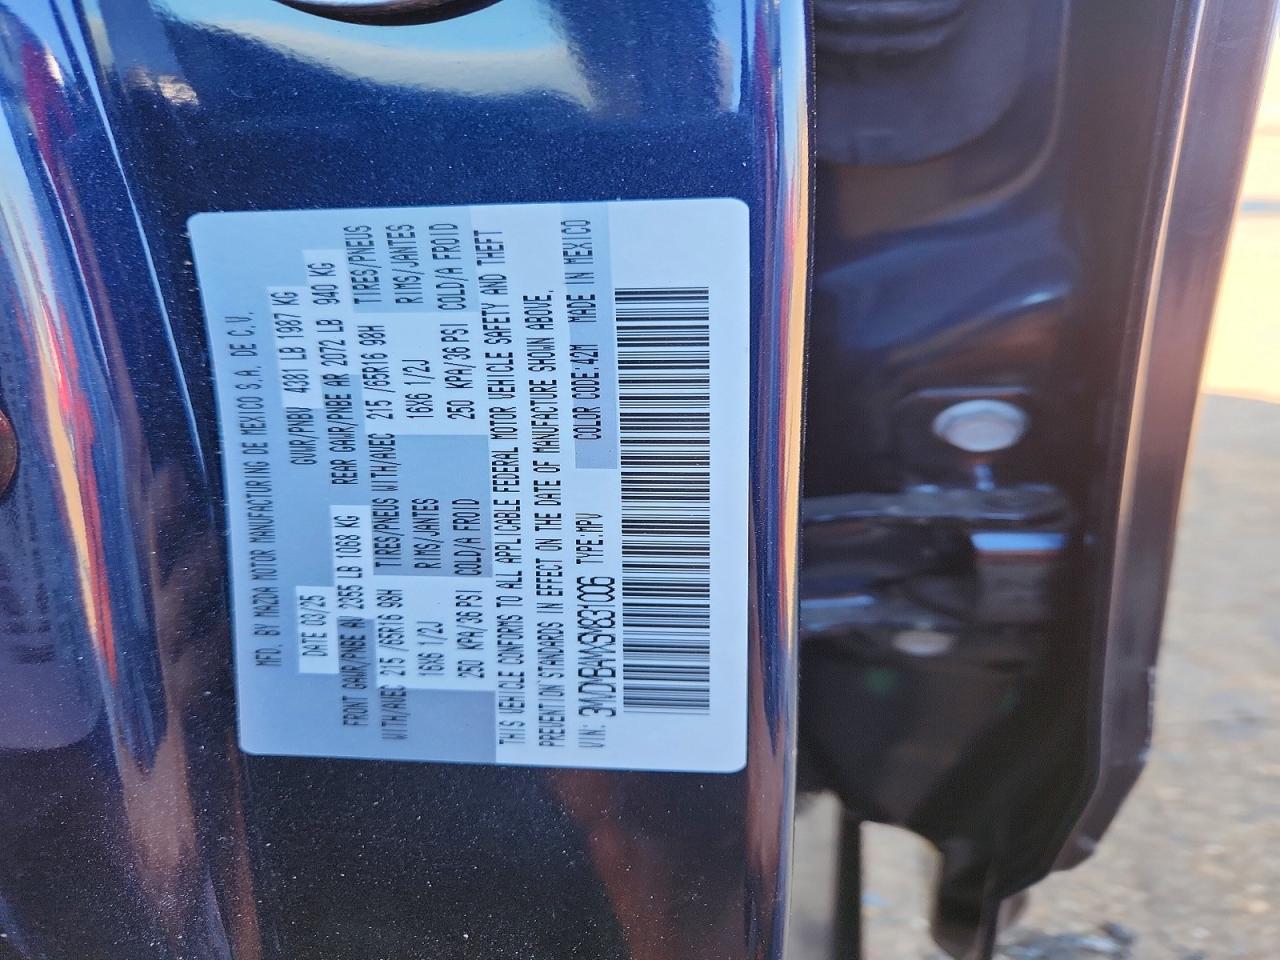 MFD. BY MAZDA MOTOR MANUFACTURING DE MEXICO S.A. DE C.V.
DATE 03/25 GVWR/PNBV 4381 LB 1987 KG
FRONT GAWR/PNBE AV 2355 LB 1068 KG REAR GAWR/PNBE AR 2072 LB 940 KG
WITH/AVEC 215 /65R16 98H TIRES/PNEUS WITH/AVEC 215 /65R16 98H TIRES/PNEUS
16X6 1/2J RIMS/JANTES 16X6 1/2J RIMS/JANTES
250 KPA/36 PSI COLD/A FROID 250 KPA/36 PSI COLD/A FROID
THIS VEHICLE CONFORMS TO ALL APPLICABLE FEDERAL MOTOR VEHICLE SAFETY AND THEFT
PREVENTION STANDARDS IN EFFECT ON THE DATE OF MANUFACTURE SHOWN ABOVE.
VIN: TYPE:MPV COLOR CODE:42M MADE IN MEXICO